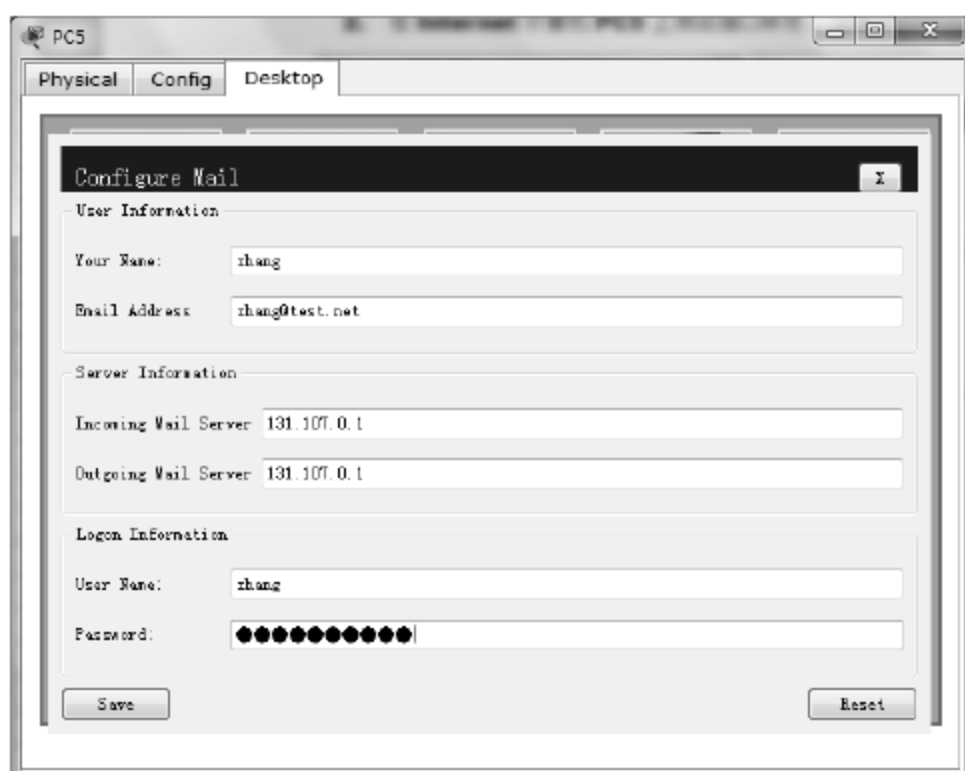 PC5
Physical Config Desktop
Configure Mail X
User Information
Your Name: zhang
Email Address zhang@test.net
Server Information
Incoming Mail Server 131.107.0.1
Outgoing Mail Server 131.107.0.1
Logon Information
User Name: zhang
Password: ●●●●●●●●●●
Save Reset